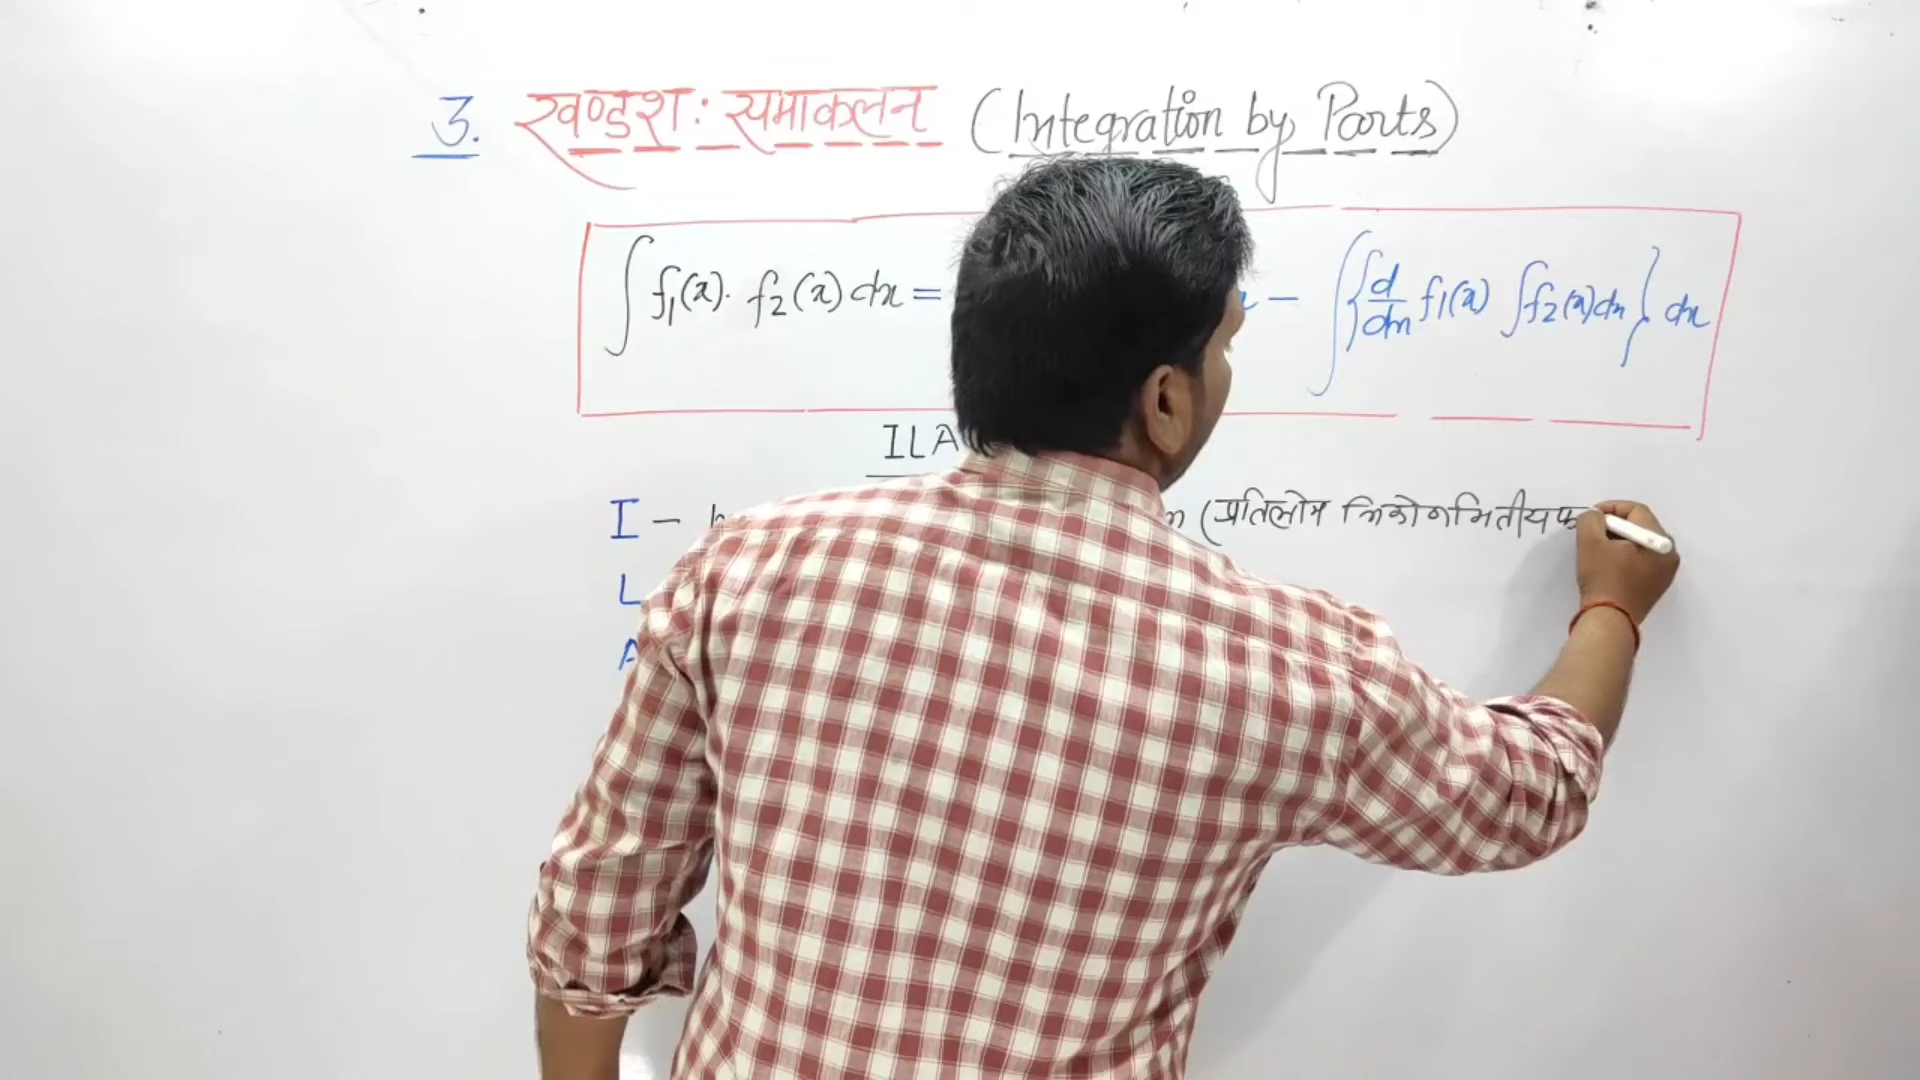 3. खण्डशः समाकलन (Integration by Parts)
∫ f₁(x). f₂(x) dx = − ∫ { d/dx f₁(x) ∫f₂(x)dx } dx
ILA
I - (प्रतिलोम त्रिकोणमितीय फ
L
A